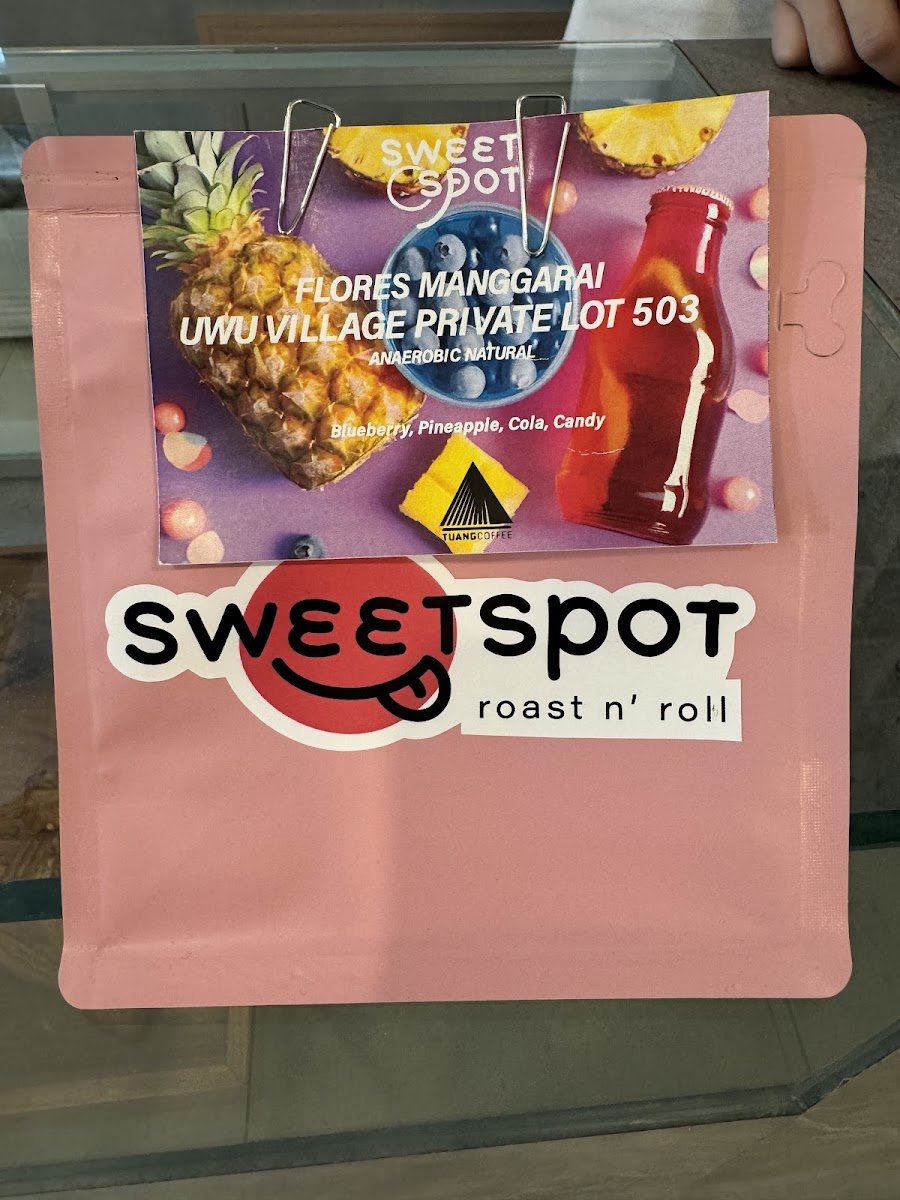 SWEET
SPOT
FLORES MANGGARAI
UWU VILLAGE PRIVATE LOT 503
ANAEROBIC NATURAL
Blueberry, Pineapple, Cola, Candy
TUANGCOFFEE
sweetspot
roast n' roll